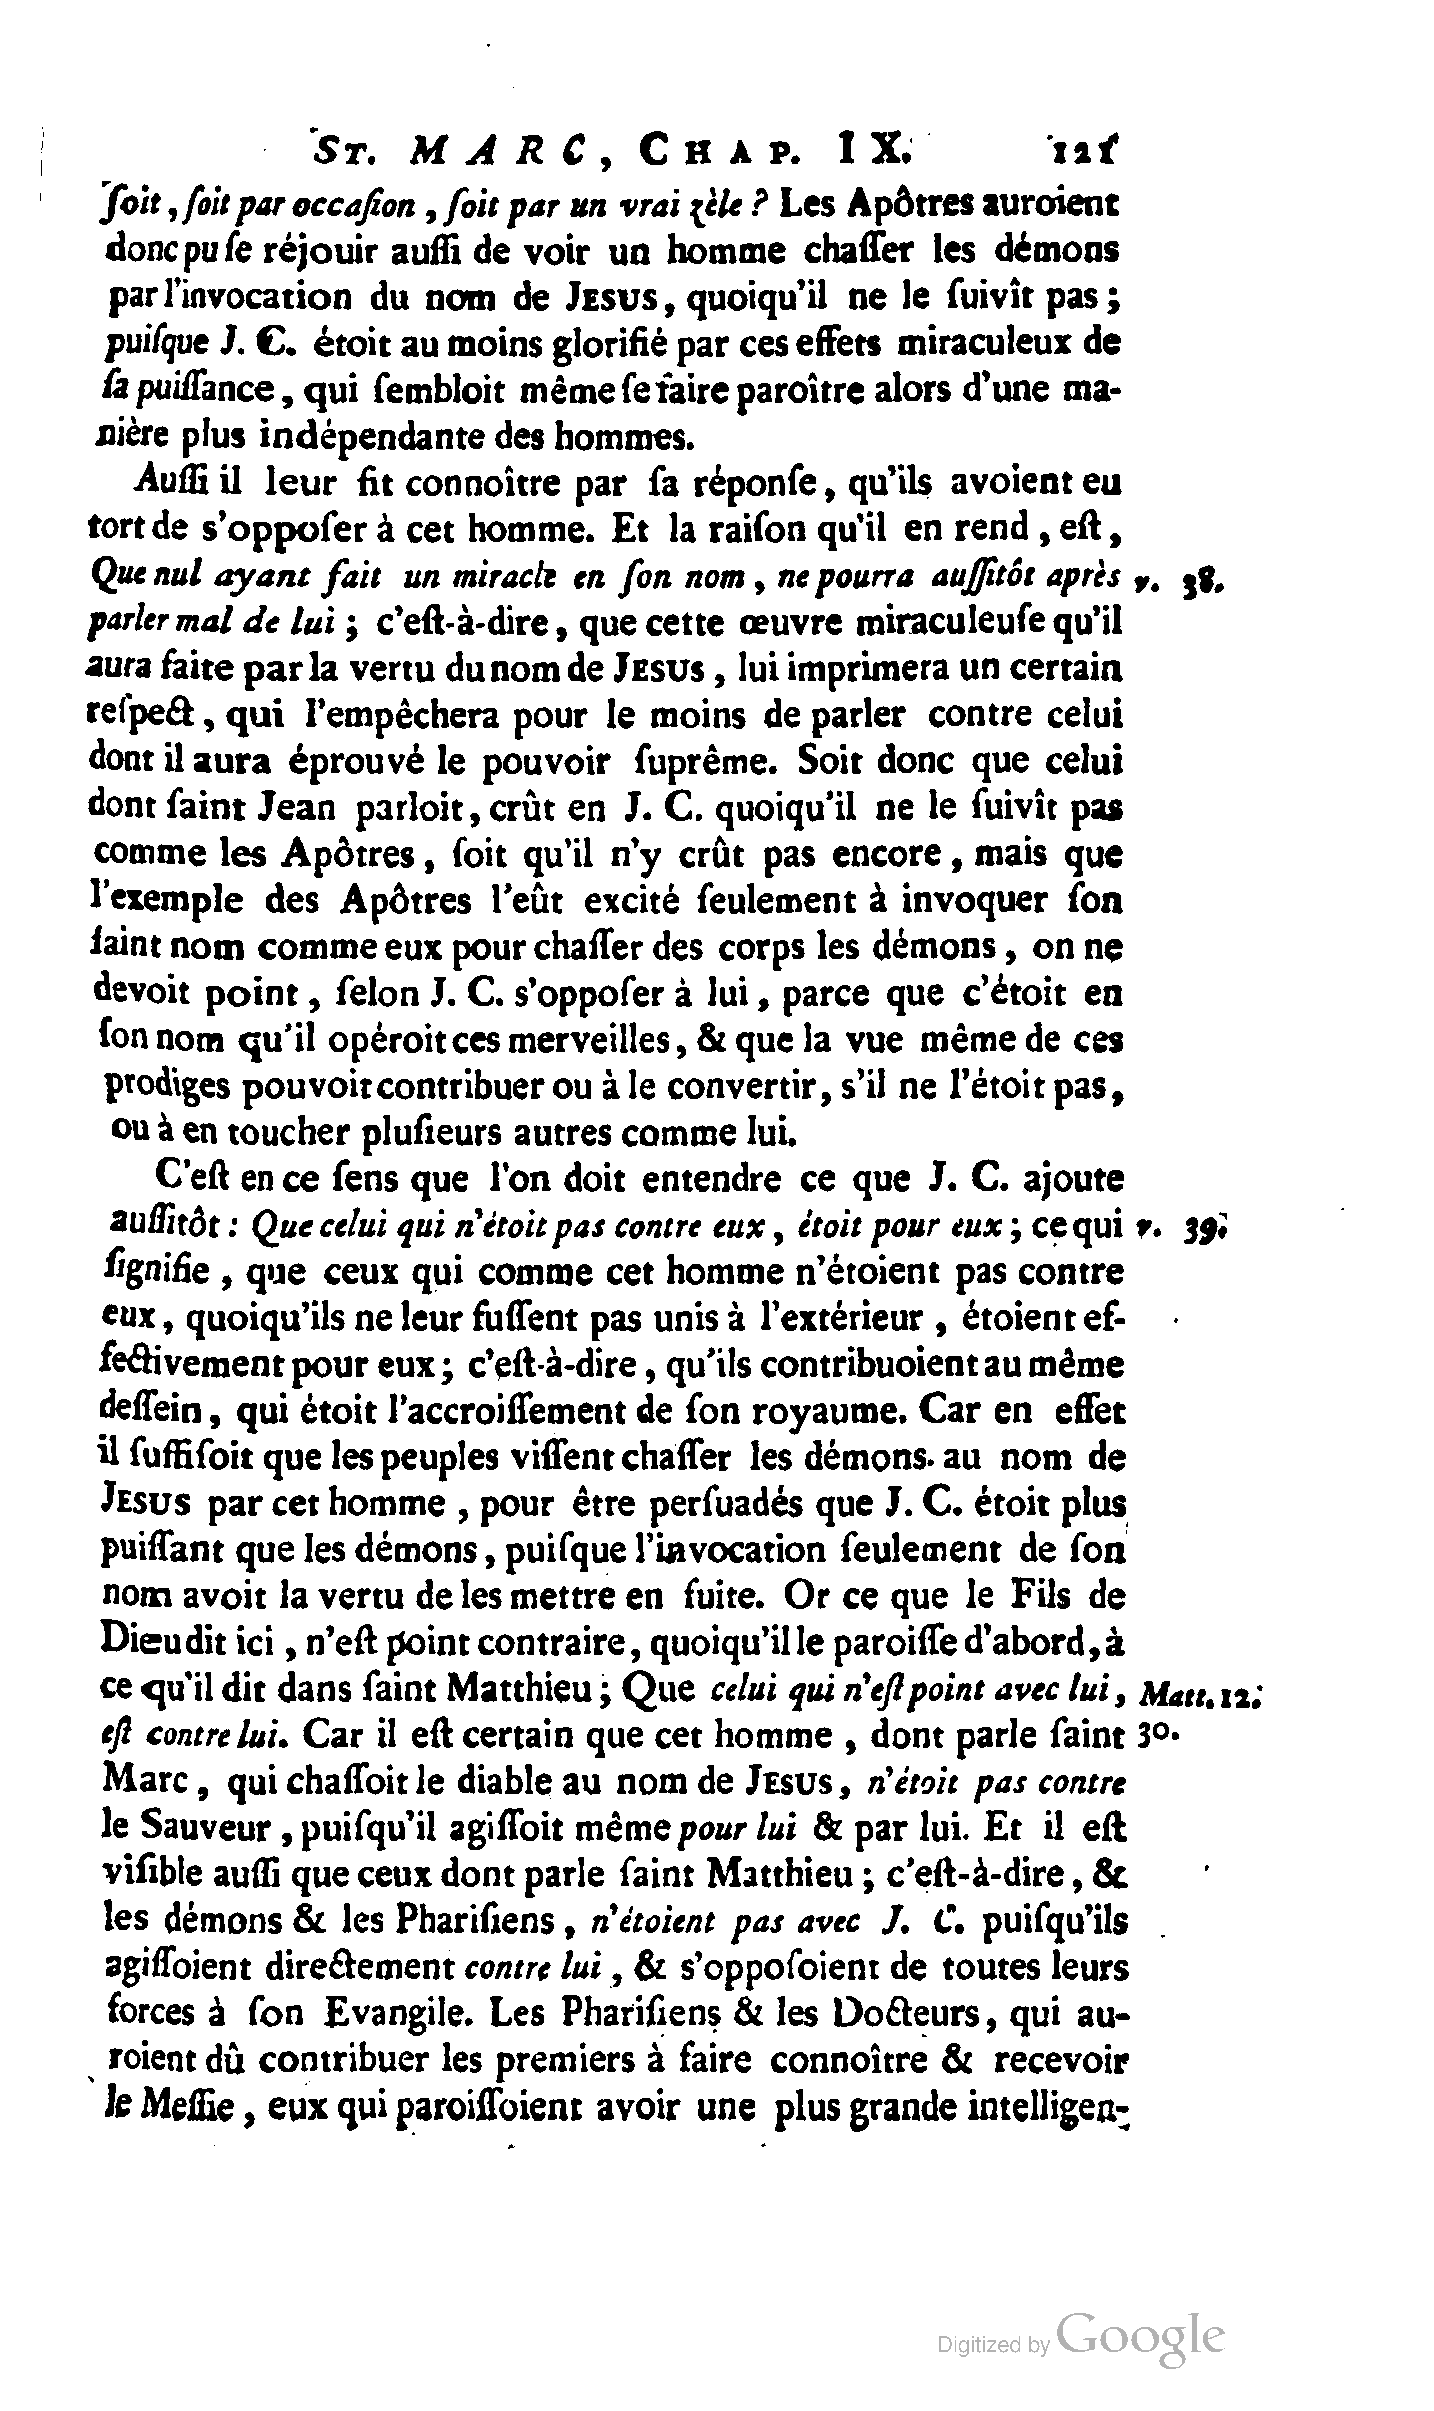 ST. MARC, CHAP. IX. 121
ſoit, ſoit par occaſion, ſoit par un vrai zèle ? Les Apôtres auroient
donc pu ſe réjouir auſſi de voir un homme chaſſer les démons
par l'invocation du nom de JESUS, quoiqu'il ne le ſuivît pas ;
puiſque J. C. étoit au moins glorifié par ces effets miraculeux de
ſa puiſſance, qui ſembloit même ſe faire paroître alors d'une ma-
nière plus indépendante des hommes.
Auſſi il leur fit connoître par ſa réponſe, qu'ils avoient eu
tort de s'oppoſer à cet homme. Et la raiſon qu'il en rend, eſt,
Que nul ayant fait un miracle en ſon nom, ne pourra auſſitôt après v. 38.
parler mal de lui ; c'eſt-à-dire, que cette œuvre miraculeuſe qu'il
aura faite par la vertu du nom de JESUS, lui imprimera un certain
reſpect, qui l'empêchera pour le moins de parler contre celui
dont il aura éprouvé le pouvoir ſuprême. Soit donc que celui
dont ſaint Jean parloit, crût en J. C. quoiqu'il ne le ſuivît pas
comme les Apôtres, ſoit qu'il n'y crût pas encore, mais que
l'exemple des Apôtres l'eût excité ſeulement à invoquer ſon
ſaint nom comme eux pour chaſſer des corps les démons, on ne
devoit point, ſelon J. C. s'oppoſer à lui, parce que c'étoit en
ſon nom qu'il opéroit ces merveilles, & que la vue même de ces
prodiges pouvoit contribuer ou à le convertir, s'il ne l'étoit pas,
ou à en toucher pluſieurs autres comme lui.
C'eſt en ce ſens que l'on doit entendre ce que J. C. ajoute
auſſitôt : Que celui qui n'étoit pas contre eux, étoit pour eux ; ce qui v. 39.
ſignifie, que ceux qui comme cet homme n'étoient pas contre
eux, quoiqu'ils ne leur fuſſent pas unis à l'extérieur, étoient ef-
fectivement pour eux ; c'eſt-à-dire, qu'ils contribuoient au même
deſſein, qui étoit l'accroiſſement de ſon royaume. Car en effet
il ſuffiſoit que les peuples viſſent chaſſer les démons. au nom de
JESUS par cet homme, pour être perſuadés que J. C. étoit plus
puiſſant que les démons, puiſque l'invocation ſeulement de ſon
nom avoit la vertu de les mettre en fuite. Or ce que le Fils de
Dieu dit ici, n'eſt point contraire, quoiqu'il le paroiſſe d'abord, à
ce qu'il dit dans ſaint Matthieu ; Que celui qui n'eſt point avec lui, Matt. 12.
eſt contre lui. Car il eſt certain que cet homme, dont parle ſaint 30.
Marc, qui chaſſoit le diable au nom de JESUS, n'étoit pas contre
le Sauveur, puiſqu'il agiſſoit même pour lui & par lui. Et il eſt
viſible auſſi que ceux dont parle ſaint Matthieu ; c'eſt-à-dire, &
les démons & les Phariſiens, n'étoient pas avec J. C. puiſqu'ils
agiſſoient directement contre lui, & s'oppoſoient de toutes leurs
forces à ſon Evangile. Les Phariſiens & les Docteurs, qui au-
roient dû contribuer les premiers à faire connoître & recevoir
le Meſſie, eux qui paroiſſoient avoir une plus grande intelligen-
Digitized by Google